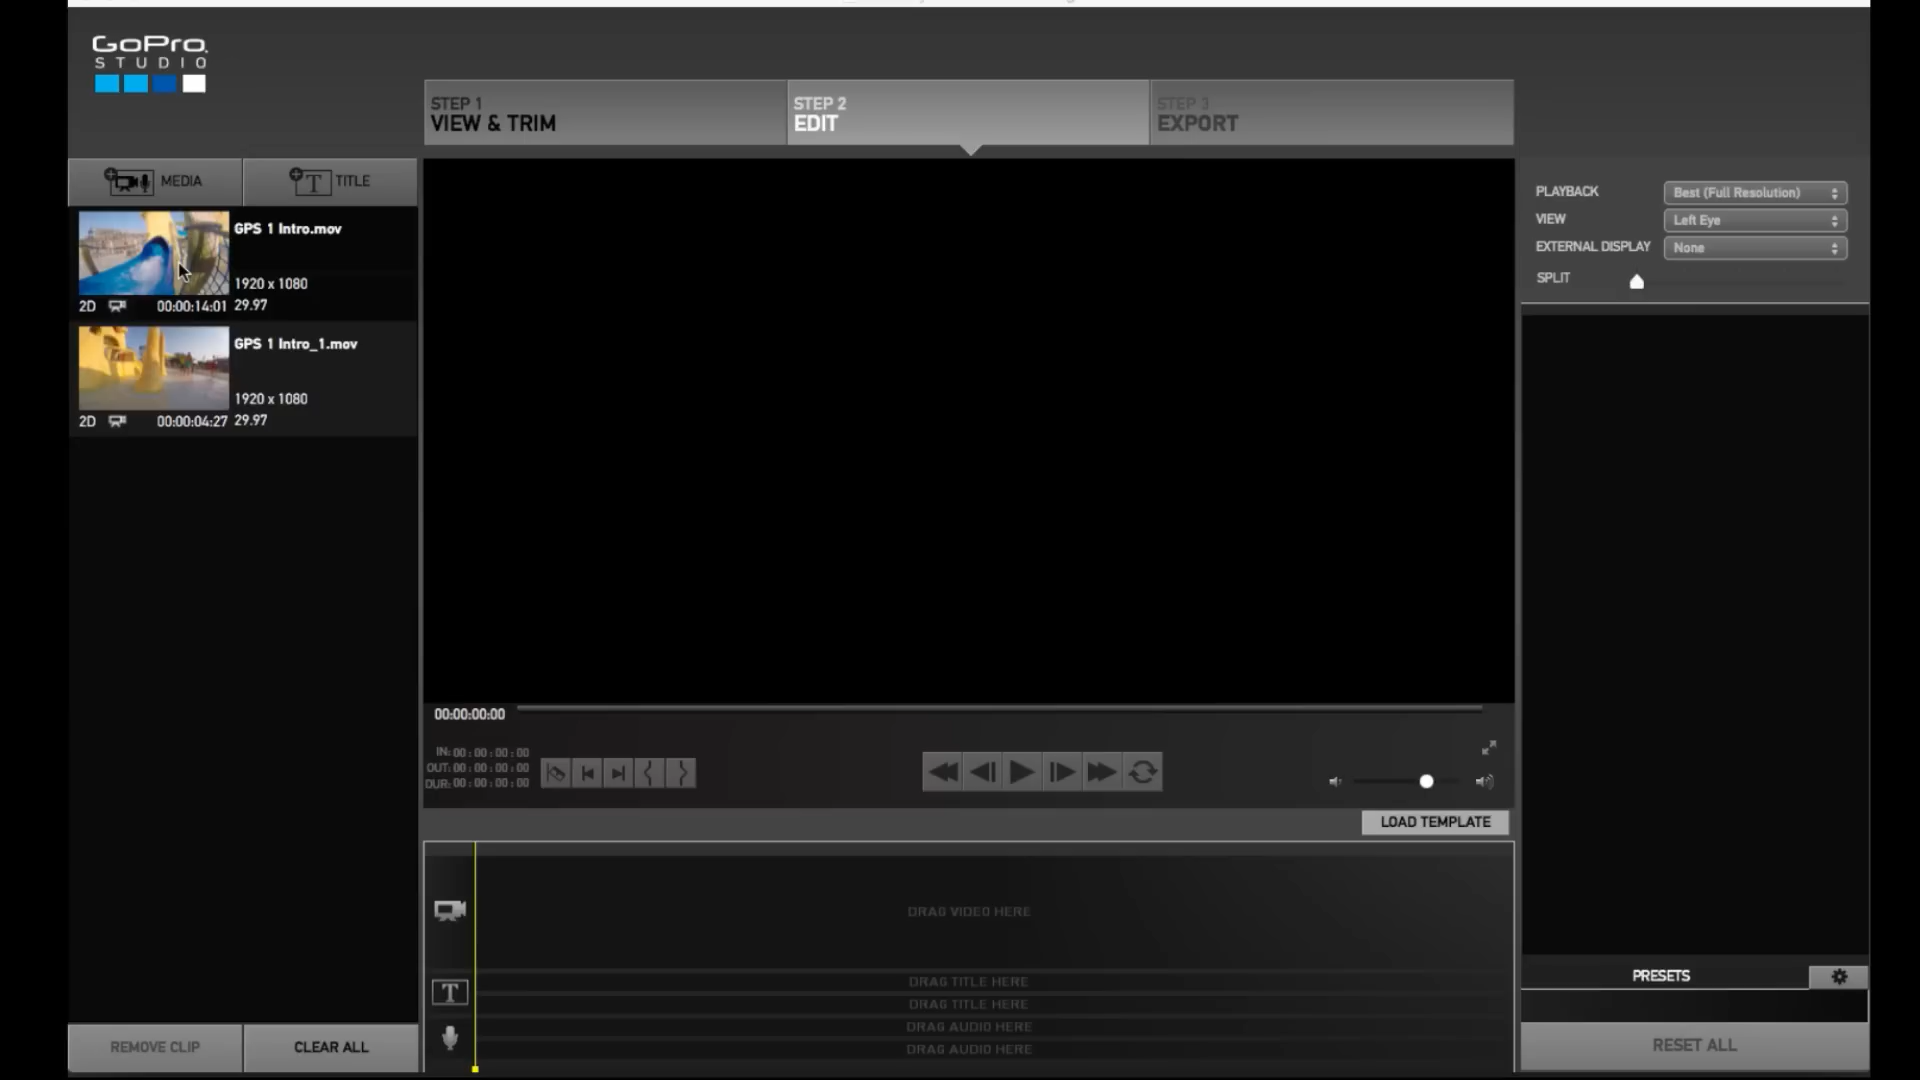 GoPro
STUDIO
STEP 1
VIEW & TRIM
STEP 2
EDIT
STEP 3
EXPORT
MEDIA
T TITLE
GPS 1 Intro.mov
1920 x 1080
2D 00:00:14:01 29.97
GPS 1 Intro_1.mov
1920 x 1080
2D 00:00:04:27 29.97
PLAYBACK Best (Full Resolution)
VIEW Left Eye
EXTERNAL DISPLAY None
SPLIT
00:00:00:00
IN: 00 : 00 : 00 : 00
OUT: 00 : 00 : 00 : 00
DUR: 00 : 00 : 00 : 00
LOAD TEMPLATE
DRAG VIDEO HERE
T
DRAG TITLE HERE
DRAG TITLE HERE
DRAG AUDIO HERE
DRAG AUDIO HERE
PRESETS
REMOVE CLIP
CLEAR ALL
RESET ALL